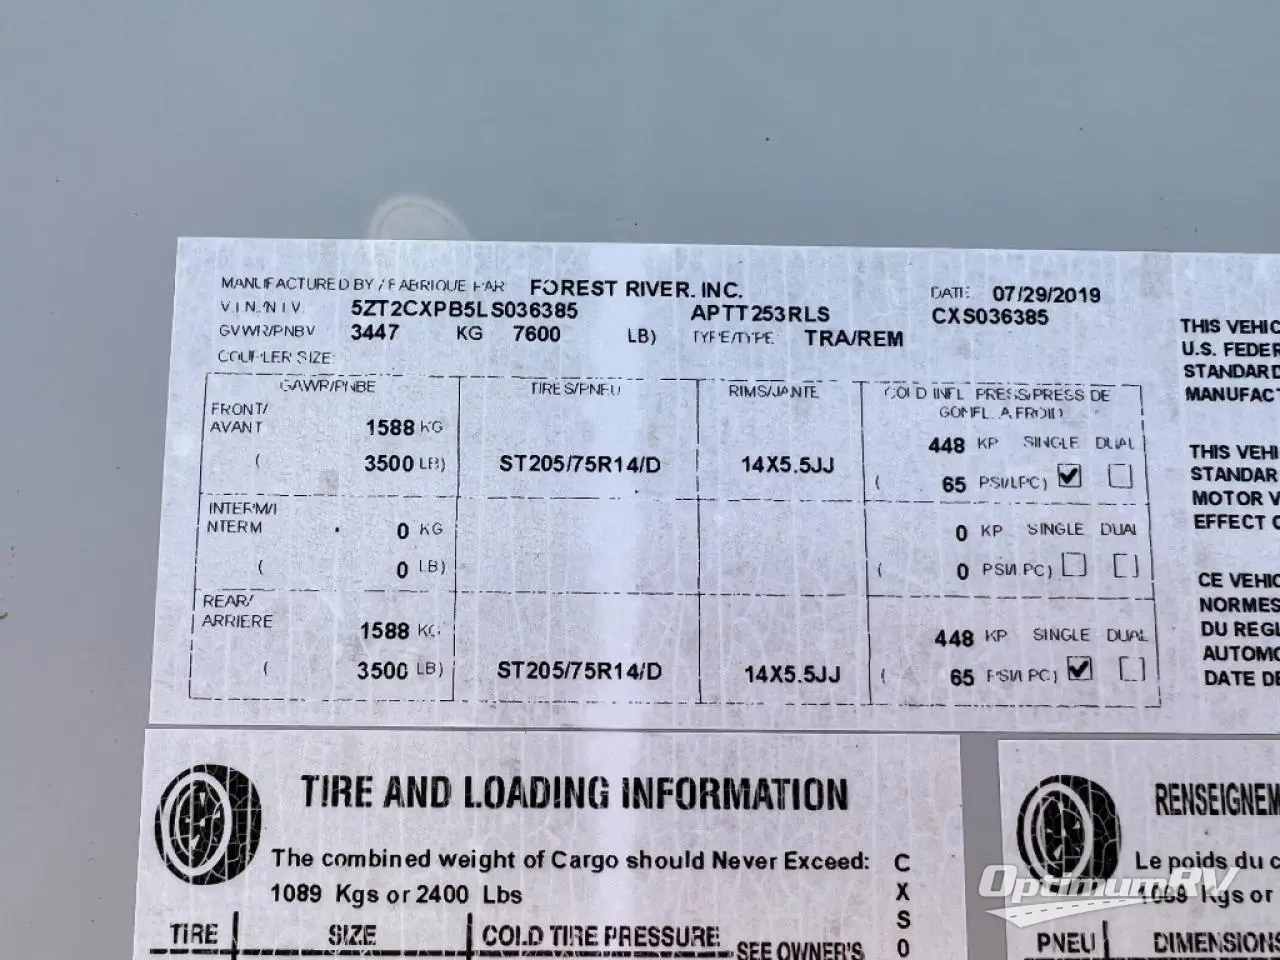 MANUFACTURED BY / FABRIQUE PAR FOREST RIVER, INC. DATE: 07/29/2019
V.I.N./N.I.V. 5ZT2CXPB5LS036385 APTT253RLS CXS036385
GVWR/PNBV 3447 KG 7600 LB) TYPE/TYPE: TRA/REM
COUPLER SIZE:
GAWR/PNBE TIRES/PNEU RIMS/JANTE COLD INFL. PRESS/PRESS DE
GONFL. A FROID
FRONT/
AVANT 1588 KG 448 KP SINGLE DUAL
( 3500 LB) ST205/75R14/D 14X5.5JJ ( 65 PSI/LPC)
INTERM/I
NTERM 0 KG 0 KP SINGLE DUAL
( 0 LB) ( 0 PSI/LPC)
REAR/
ARRIERE 1588 KG 448 KP SINGLE DUAL
( 3500 LB) ST205/75R14/D 14X5.5JJ ( 65 PSI/LPC)
THIS VEHIC
U.S. FEDER
STANDARD
MANUFACT
THIS VEHI
STANDAR
MOTOR V
EFFECT O
CE VEHIC
NORMES
DU REGL
AUTOMO
DATE DE
TIRE AND LOADING INFORMATION
The combined weight of Cargo should Never Exceed:
1089 Kgs or 2400 Lbs
TIRE SIZE COLD TIRE PRESSURE SEE OWNER'S
C
X
S
0
RENSEIGNEM
Le poids du c
1089 Kgs or
PNEU DIMENSIONS
OptimumRV